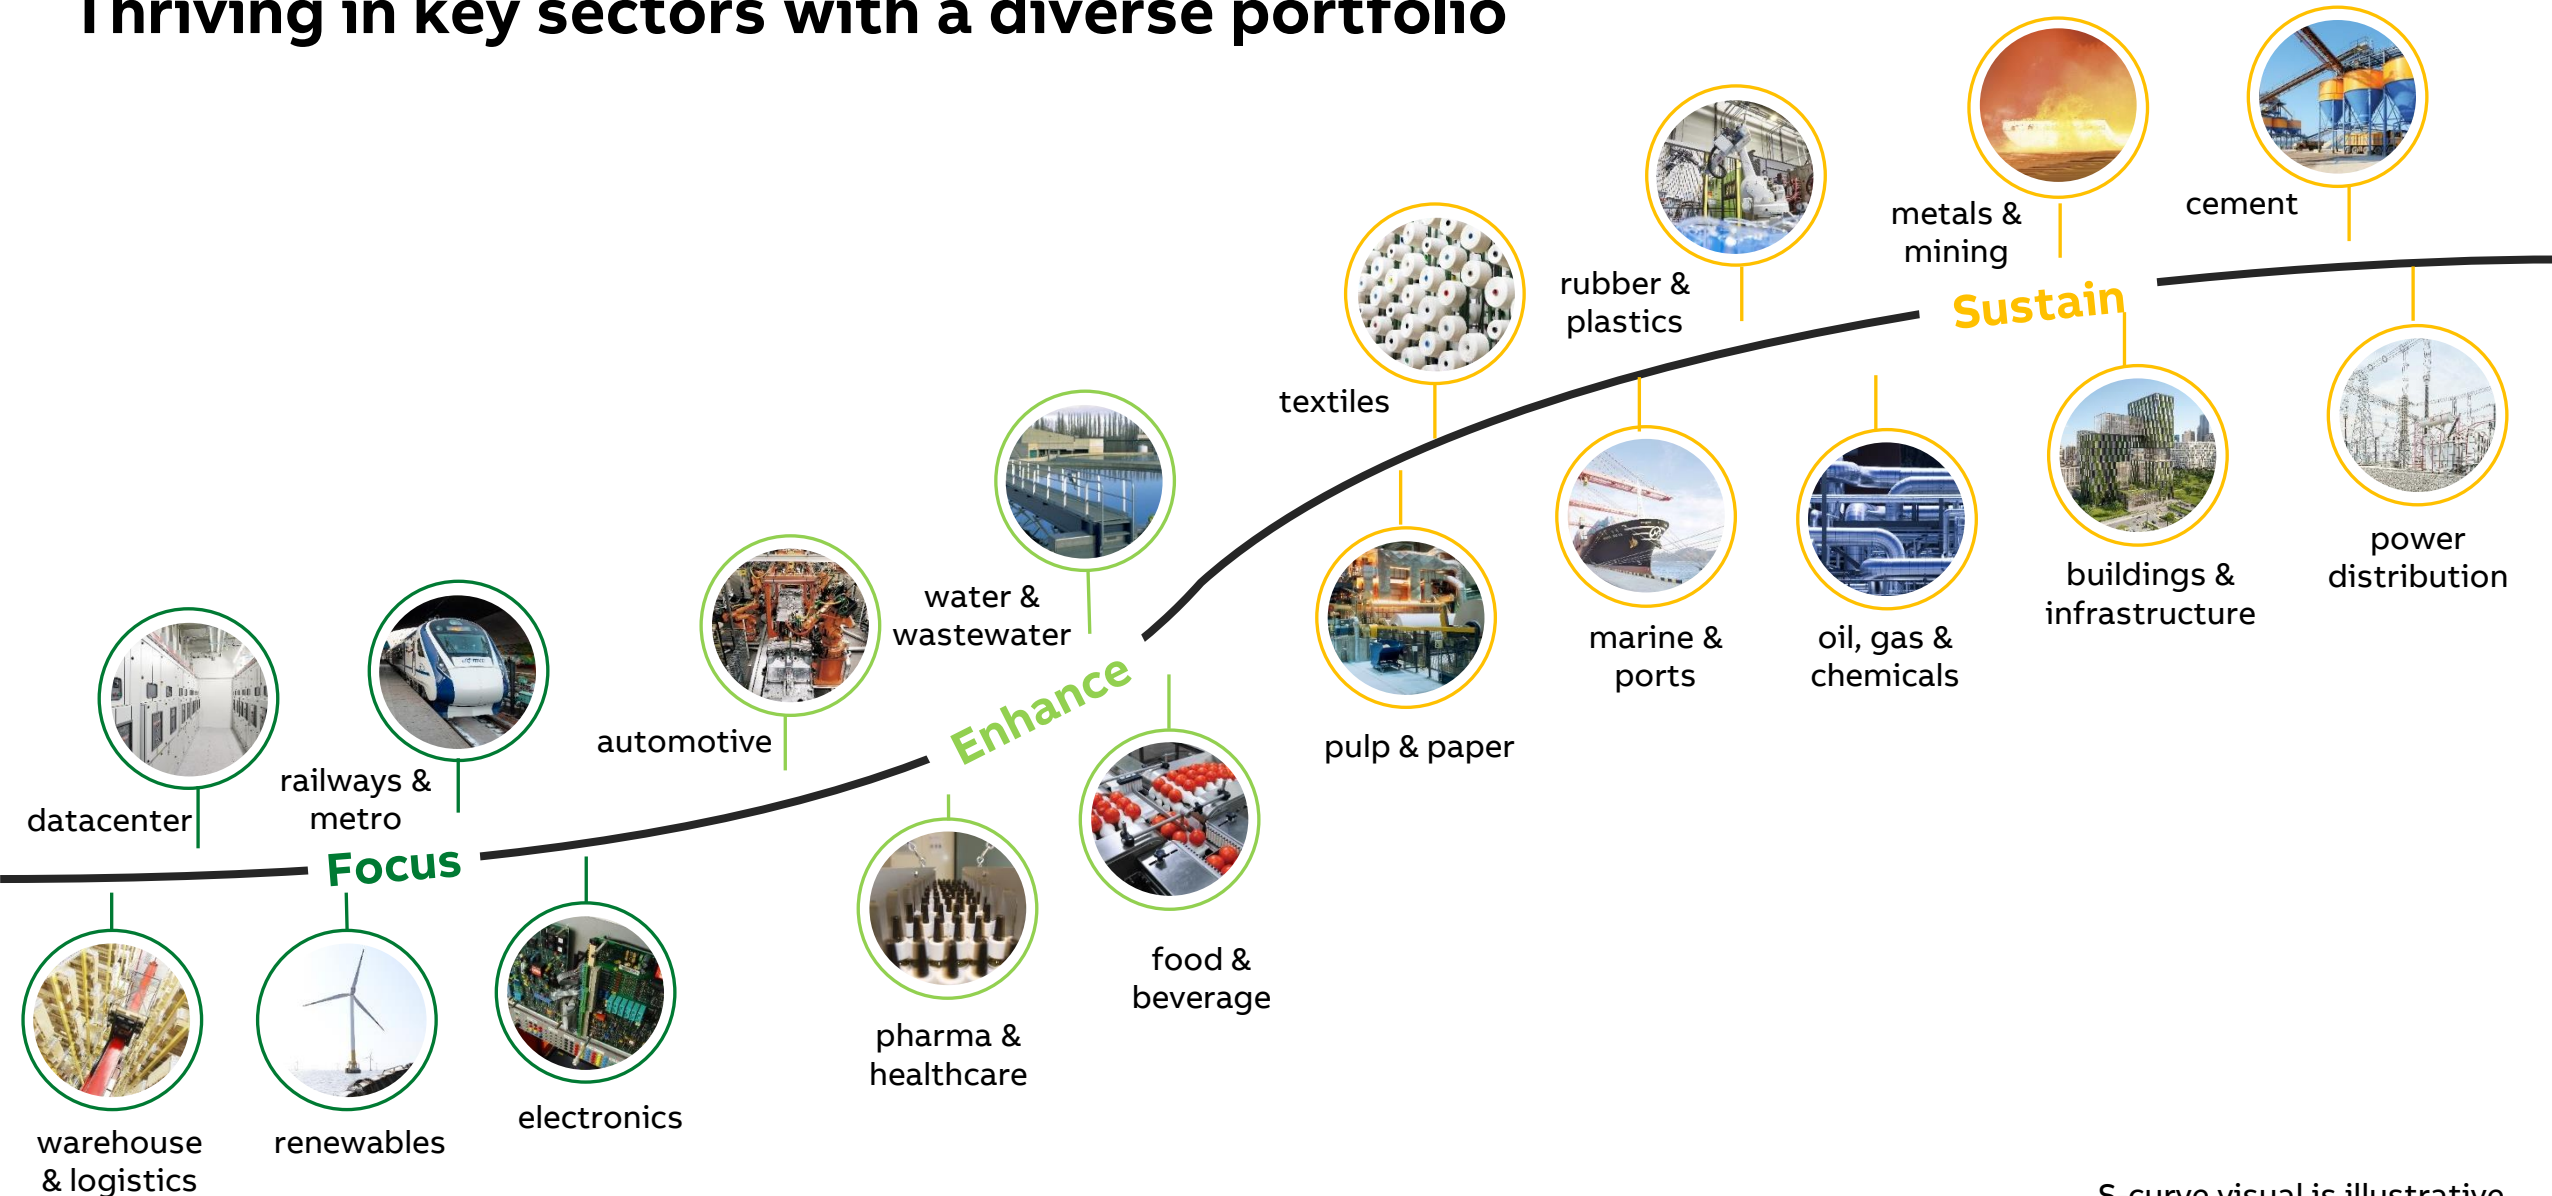 Thriving in key sectors with a diverse portfolio
metals &
mining
cement
rubber &
plastics
Sustain
textiles
power
distribution
buildings &
infrastructure
marine &
ports
oil, gas &
chemicals
pulp & paper
water &
wastewater
Enhance
automotive
railways &
metro
datacenter
Focus
food &
beverage
pharma &
healthcare
electronics
renewables
warehouse
& logistics
S-curve visual is illustrative